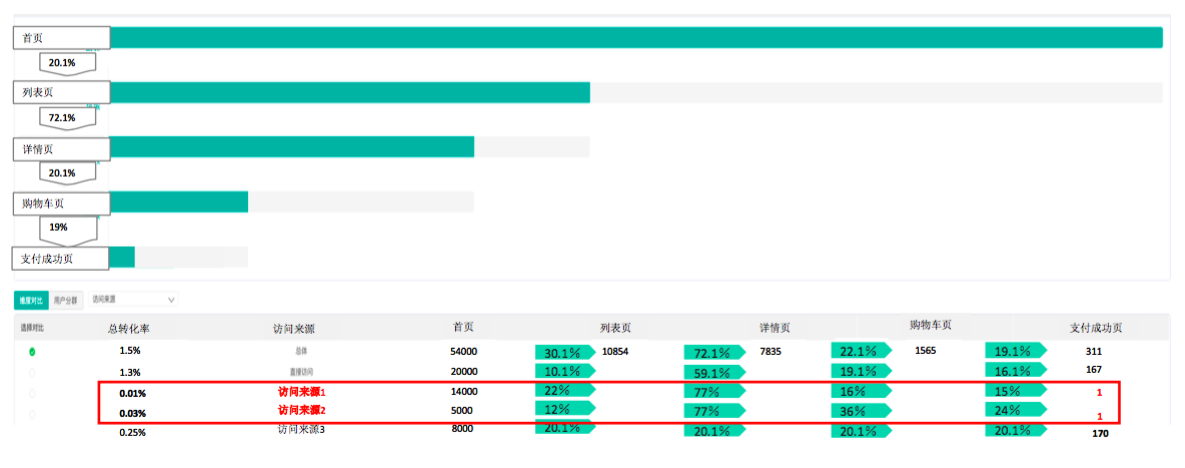 首页
20.1%
列表页
72.1%
详情页
20.1%
购物车页
19%
支付成功页
维度对比 用户分群 访问来源
选择对比 总转化率 访问来源 首页 列表页 详情页 购物车页 支付成功页
1.5% 总体 54000 30.1% 10854 72.1% 7835 22.1% 1565 19.1% 311
1.3% 直接访问 20000 10.1% 59.1% 19.1% 16.1% 167
0.01% 访问来源1 14000 22% 77% 16% 15% 1
0.03% 访问来源2 5000 12% 77% 36% 24% 1
0.25% 访问来源3 8000 20.1% 20.1% 20.1% 20.1% 170